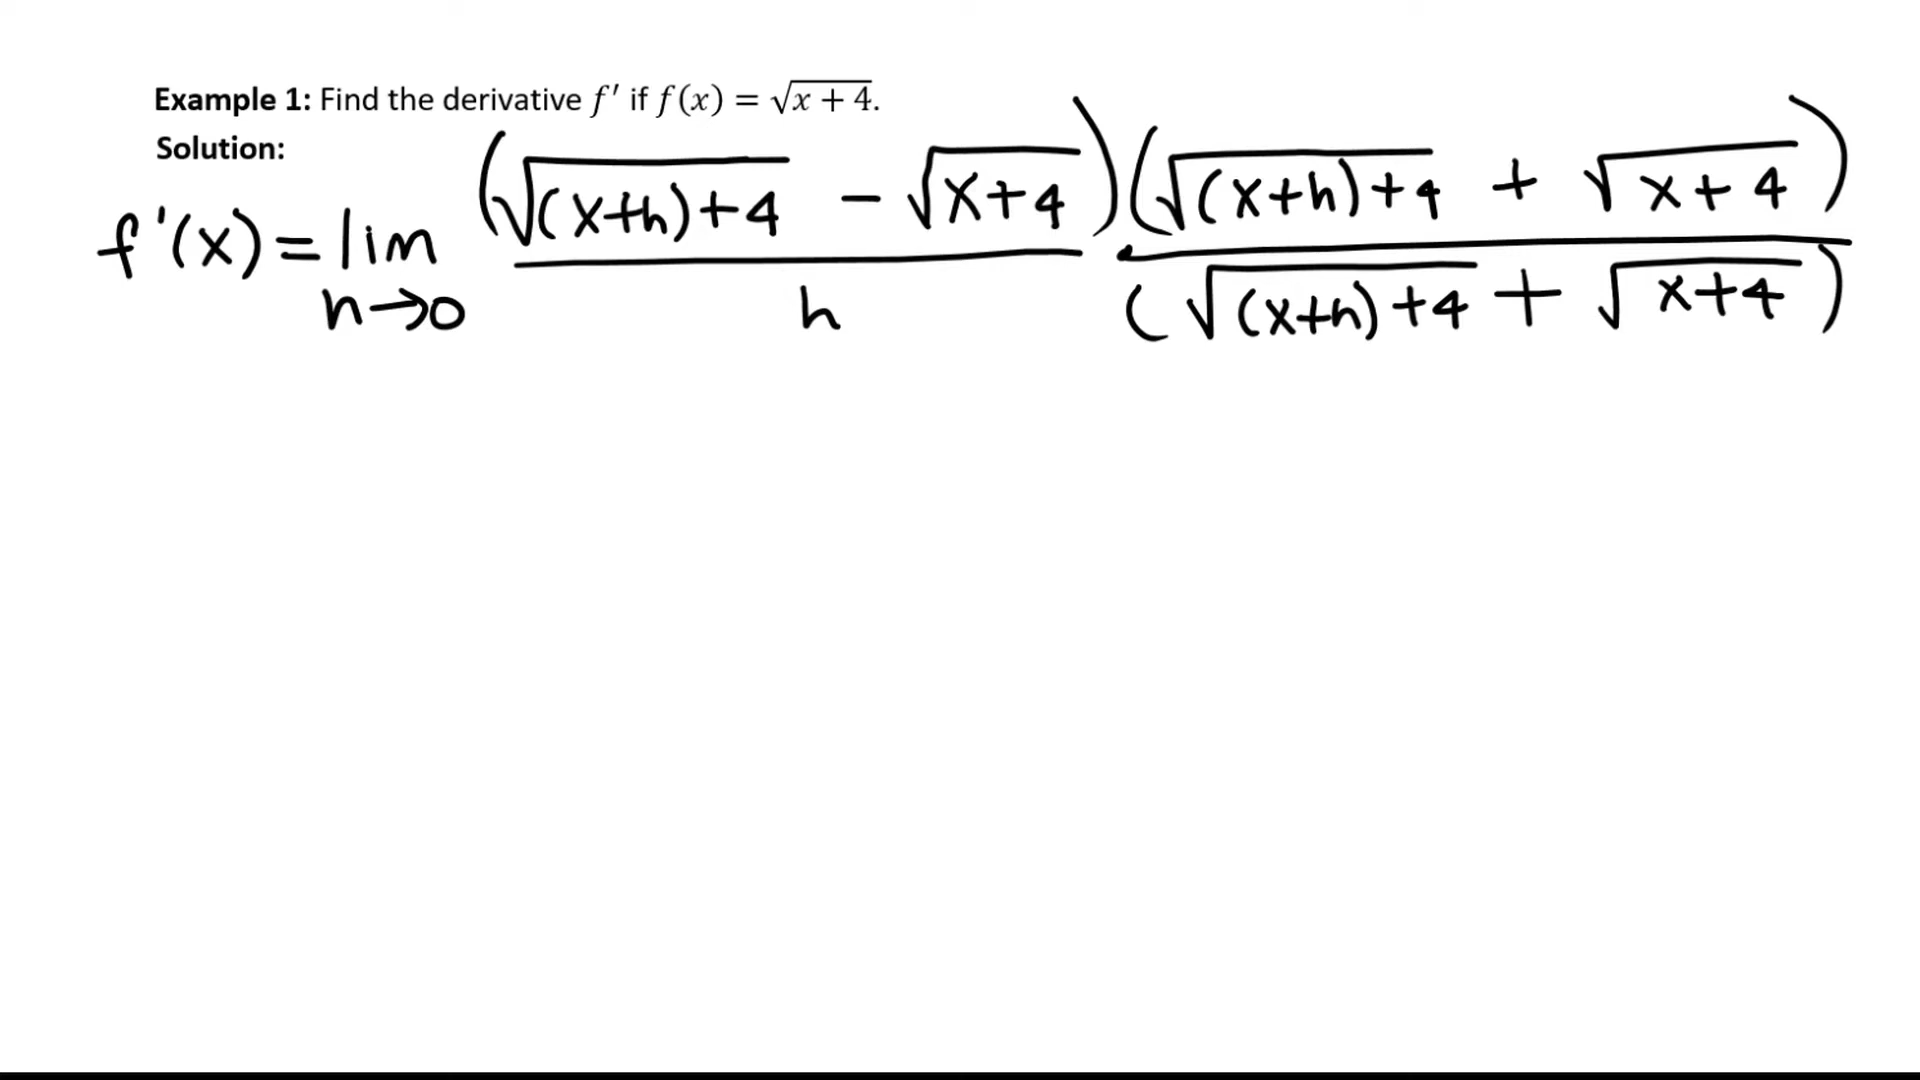 Example 1: Find the derivative f′ if f(x) = √x + 4.
Solution:
f'(x) = lim h→0 (√(x+h)+4 − √x+4)/h (√(x+h)+4 + √x+4)/(√(x+h)+4 + √x+4)